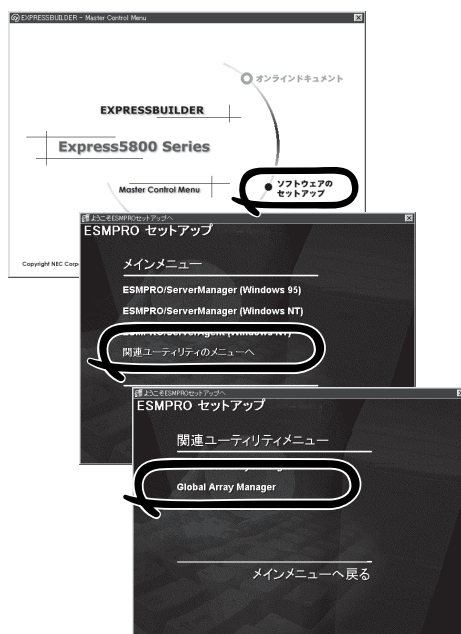 EXPRESSBUILDER - Master Control Menu
オンラインドキュメント
EXPRESSBUILDER
Express5800 Series
Master Control Menu
ソフトウェアの
セットアップ
Copyright NEC Corp
ようこそESMPROセットアップへ
ESMPRO セットアップ
メインメニュー
ESMPRO/ServerManager (Windows 95)
ESMPRO/ServerManager (Windows NT)
ESMPRO/ServerAgent (Windows NT)
関連ユーティリティのメニューへ
ようこそESMPROセットアップへ
ESMPRO セットアップ
関連ユーティリティメニュー
Global Array Manager
メインメニューへ戻る